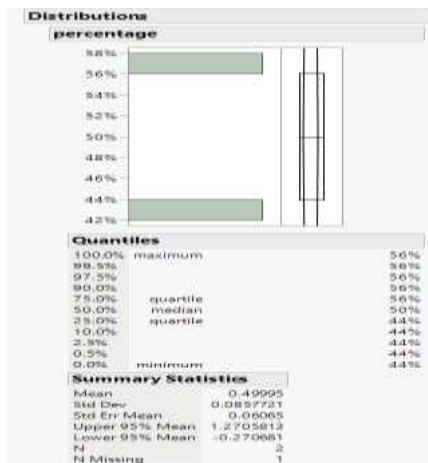 Distributions
percentage
58%
56%
54%
52%
50%
48%
46%
44%
42%
Quantiles
100.0% maximum 56%
99.5% 56%
97.5% 56%
90.0% 56%
75.0% quartile 56%
50.0% median 50%
25.0% quartile 44%
10.0% 44%
2.5% 44%
0.5% 44%
0.0% minimum 44%
Summary Statistics
Mean 0.49995
Std Dev 0.0857721
Std Err Mean 0.06065
Upper 95% Mean 1.2705813
Lower 95% Mean -0.270681
N 2
N Missing 1